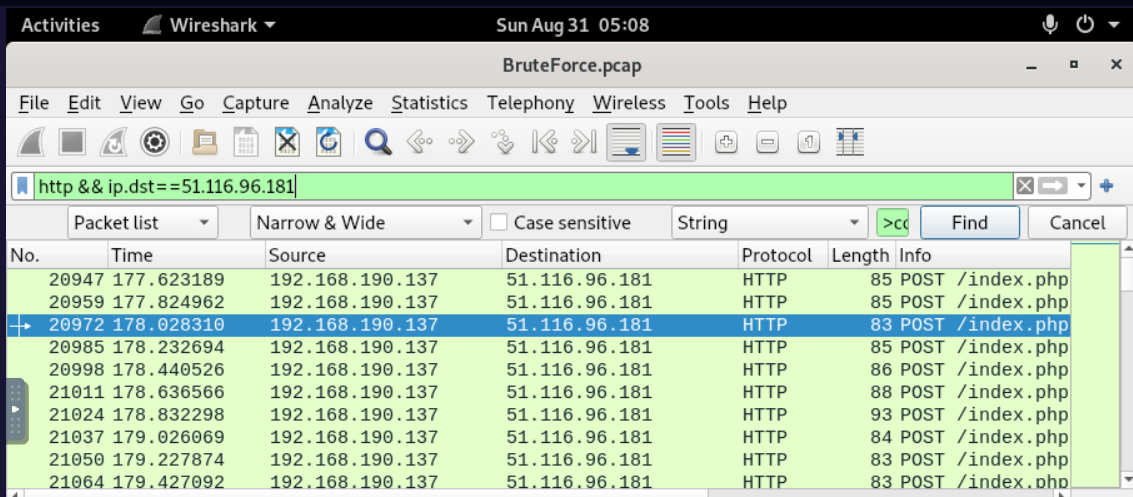 Activities Wireshark Sun Aug 31 05:08
BruteForce.pcap
File Edit View Go Capture Analyze Statistics Telephony Wireless Tools Help
http && ip.dst==51.116.96.181
Packet list Narrow & Wide Case sensitive String Find Cancel
No. Time Source Destination Protocol Length Info
20947 177.623189 192.168.190.137 51.116.96.181 HTTP 85 POST /index.php
20959 177.824962 192.168.190.137 51.116.96.181 HTTP 85 POST /index.php
20972 178.028310 192.168.190.137 51.116.96.181 HTTP 83 POST /index.php
20985 178.232694 192.168.190.137 51.116.96.181 HTTP 85 POST /index.php
20998 178.440526 192.168.190.137 51.116.96.181 HTTP 86 POST /index.php
21011 178.636566 192.168.190.137 51.116.96.181 HTTP 88 POST /index.php
21024 178.832298 192.168.190.137 51.116.96.181 HTTP 93 POST /index.php
21037 179.026069 192.168.190.137 51.116.96.181 HTTP 84 POST /index.php
21050 179.227874 192.168.190.137 51.116.96.181 HTTP 83 POST /index.php
21064 179.427092 192.168.190.137 51.116.96.181 HTTP 83 POST /index.php